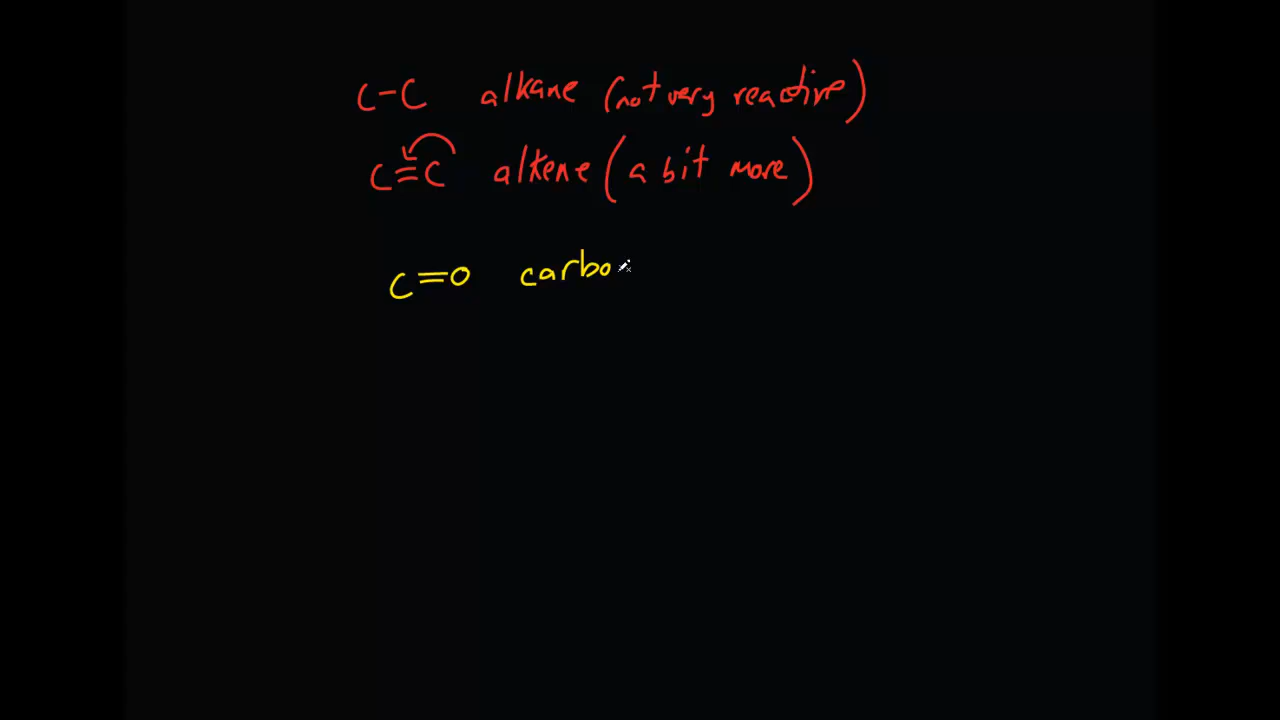 C-C alkane (not very reactive)
C≡C alkene (a bit more)
C=O carbo